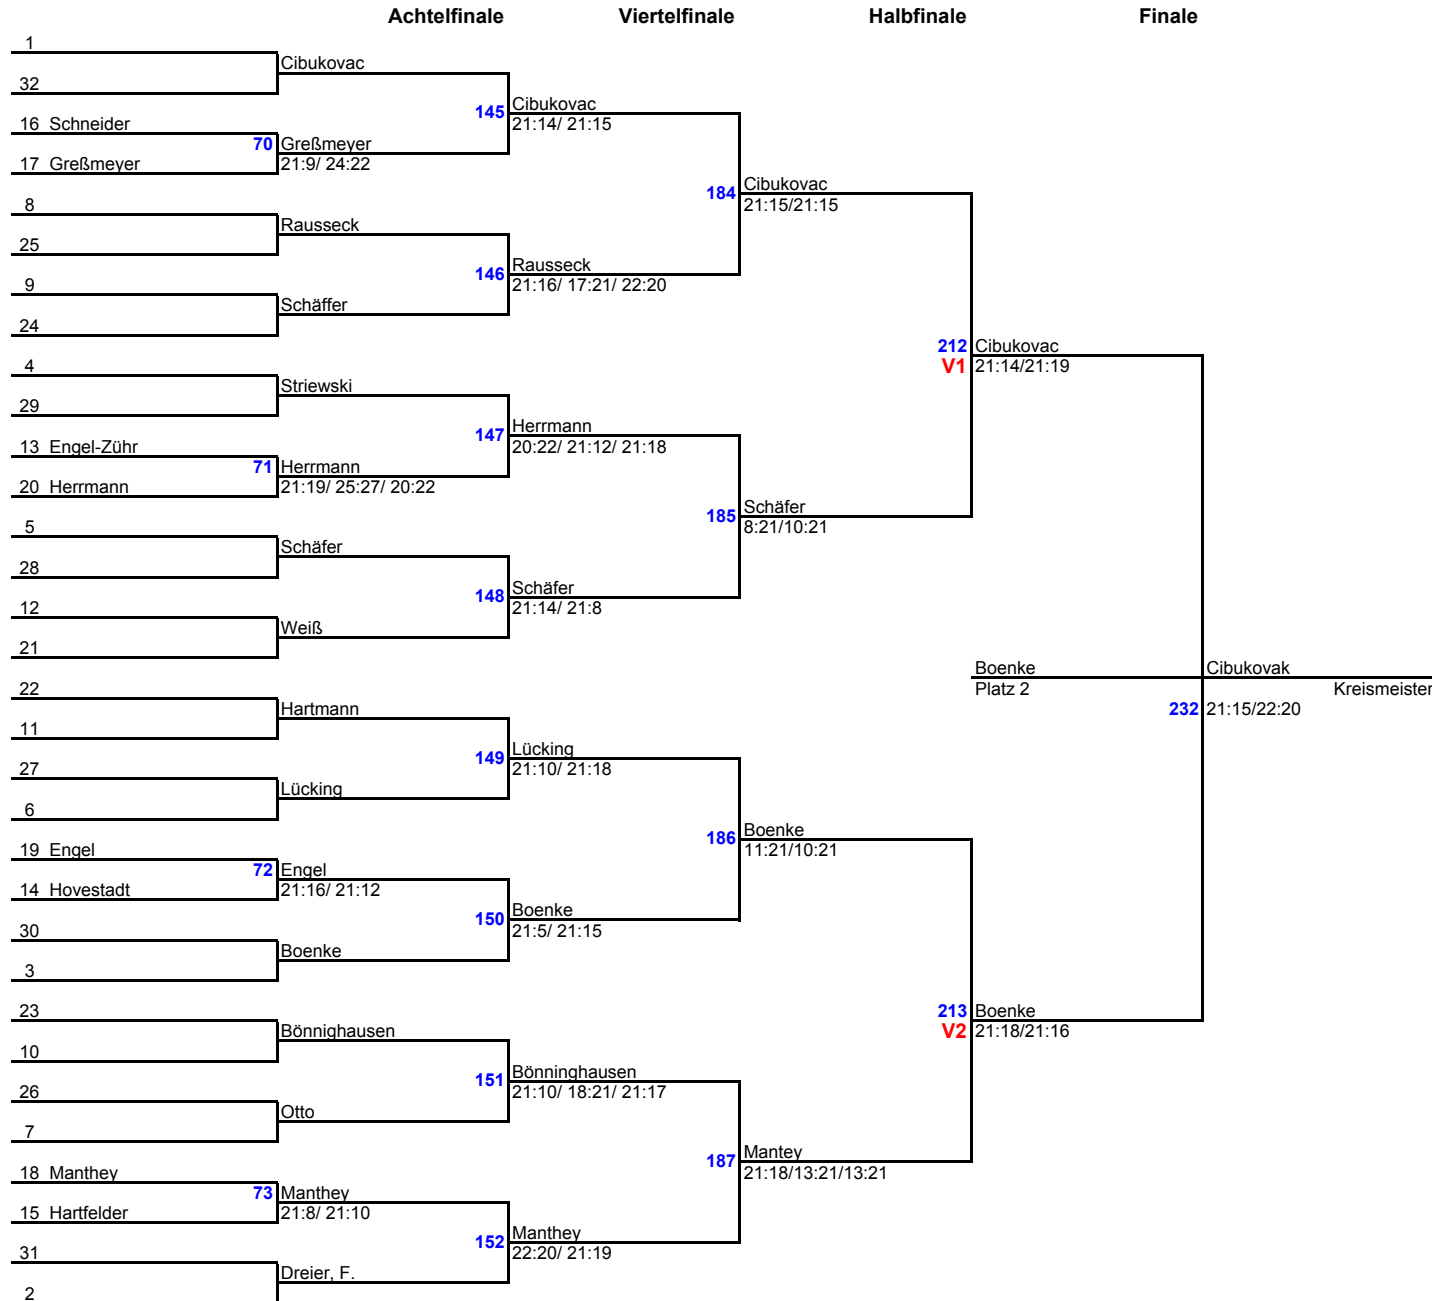 Achtelfinale Viertelfinale Halbfinale Finale
1
Cibukovac
32
145 Cibukovac
21:14/ 21:15
16 Schneider
70 Greßmeyer
17 Greßmeyer
21:9/ 24:22
184 Cibukovac
21:15/21:15
8
Rausseck
25
146 Rausseck
21:16/ 17:21/ 22:20
9
Schäffer
24
212 Cibukovac
V1 21:14/21:19
4
Striewski
29
147 Herrmann
20:22/ 21:12/ 21:18
13 Engel-Zühr
71 Herrmann
20 Herrmann
21:19/ 25:27/ 20:22
185 Schäfer
8:21/10:21
5
Schäfer
28
148 Schäfer
21:14/ 21:8
12
Weiß
21
Boenke
Platz 2
Cibukovak
Kreismeister
232 21:15/22:20
22
Hartmann
11
149 Lücking
21:10/ 21:18
27
Lücking
6
186 Boenke
11:21/10:21
19 Engel
72 Engel
14 Hovestadt
21:16/ 21:12
150 Boenke
21:5/ 21:15
30
Boenke
3
213 Boenke
V2 21:18/21:16
23
Bönnighausen
10
151 Bönninghausen
21:10/ 18:21/ 21:17
26
Otto
7
187 Mantey
21:18/13:21/13:21
18 Manthey
73 Manthey
15 Hartfelder
21:8/ 21:10
152 Manthey
22:20/ 21:19
31
Dreier, F.
2